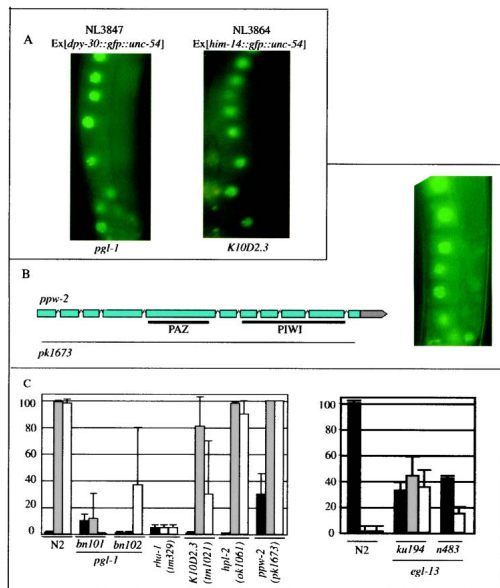 A
NL3847
Ex[dpy-30::gfp::unc-54]
NL3864
Ex[him-14::gfp::unc-54]
pgl-1
K10D2.3
B
ppw-2
PAZ
PIWI
pk1673
C
100
80
60
40
20
N2
bn101
bn102
pgl-1
rha-1
(tm329)
K10D2.3
(tm1021)
hpl-2
(ok1061)
ppw-2
(pk1673)
100
80
60
40
20
0
N2
ku194
n483
egl-13